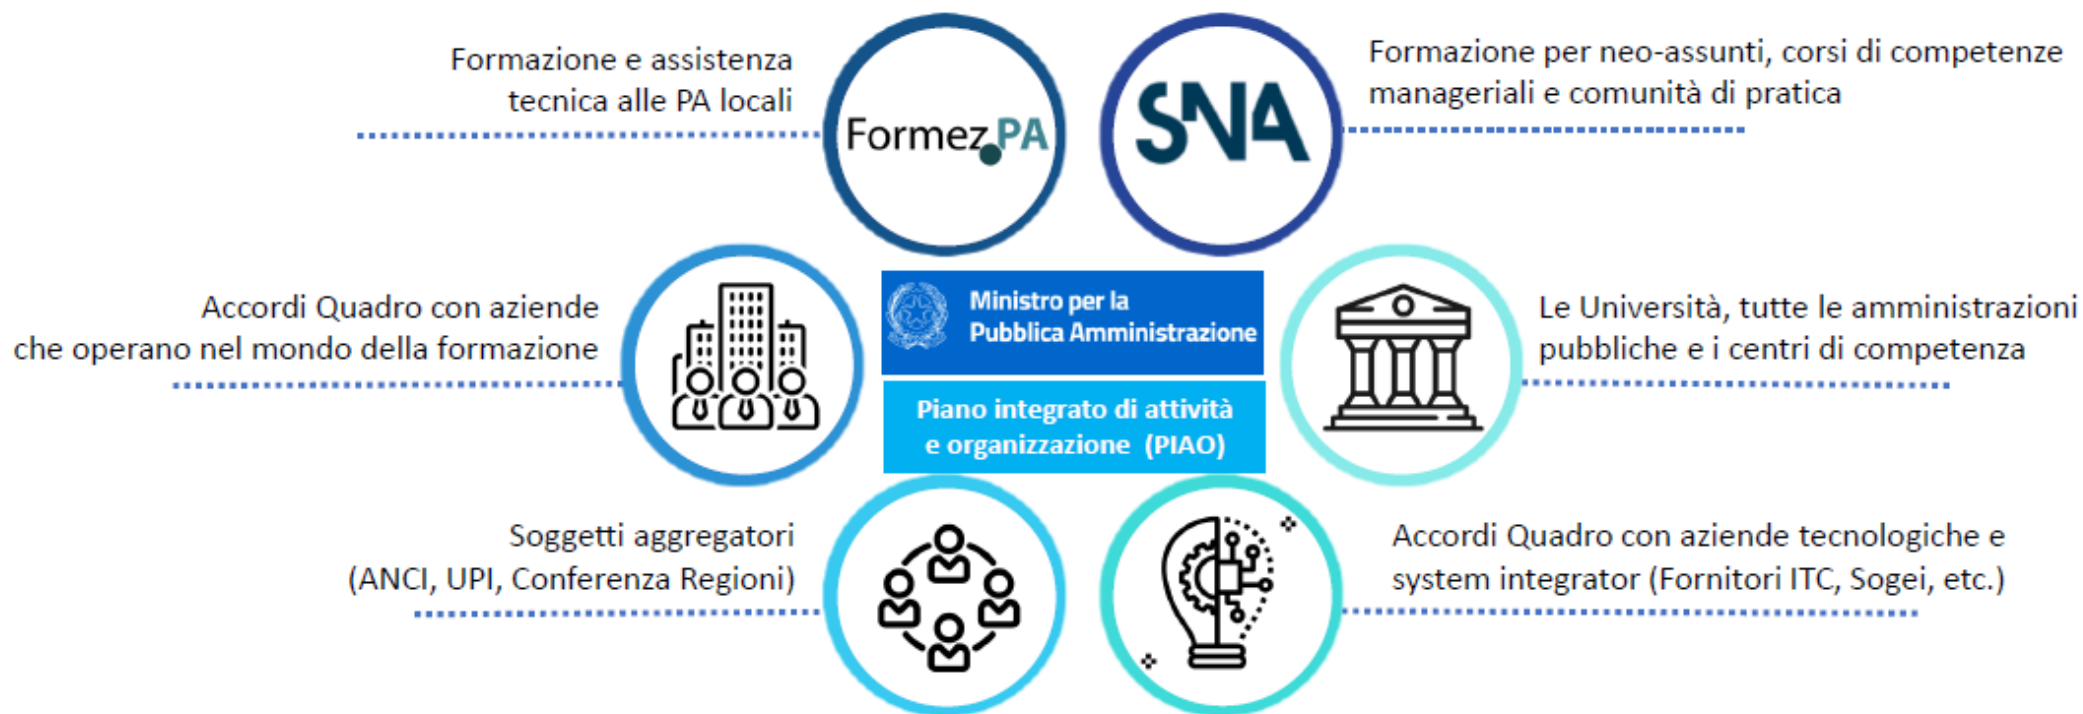 Formazione e assistenza
tecnica alle PA locali
Formez.PA
SNA
Formazione per neo-assunti, corsi di competenze
manageriali e comunità di pratica
Accordi Quadro con aziende
che operano nel mondo della formazione
Ministro per la
Pubblica Amministrazione
Piano integrato di attività
e organizzazione (PIAO)
Le Università, tutte le amministrazioni
pubbliche e i centri di competenza
Soggetti aggregatori
(ANCI, UPI, Conferenza Regioni)
Accordi Quadro con aziende tecnologiche e
system integrator (Fornitori ITC, Sogei, etc.)